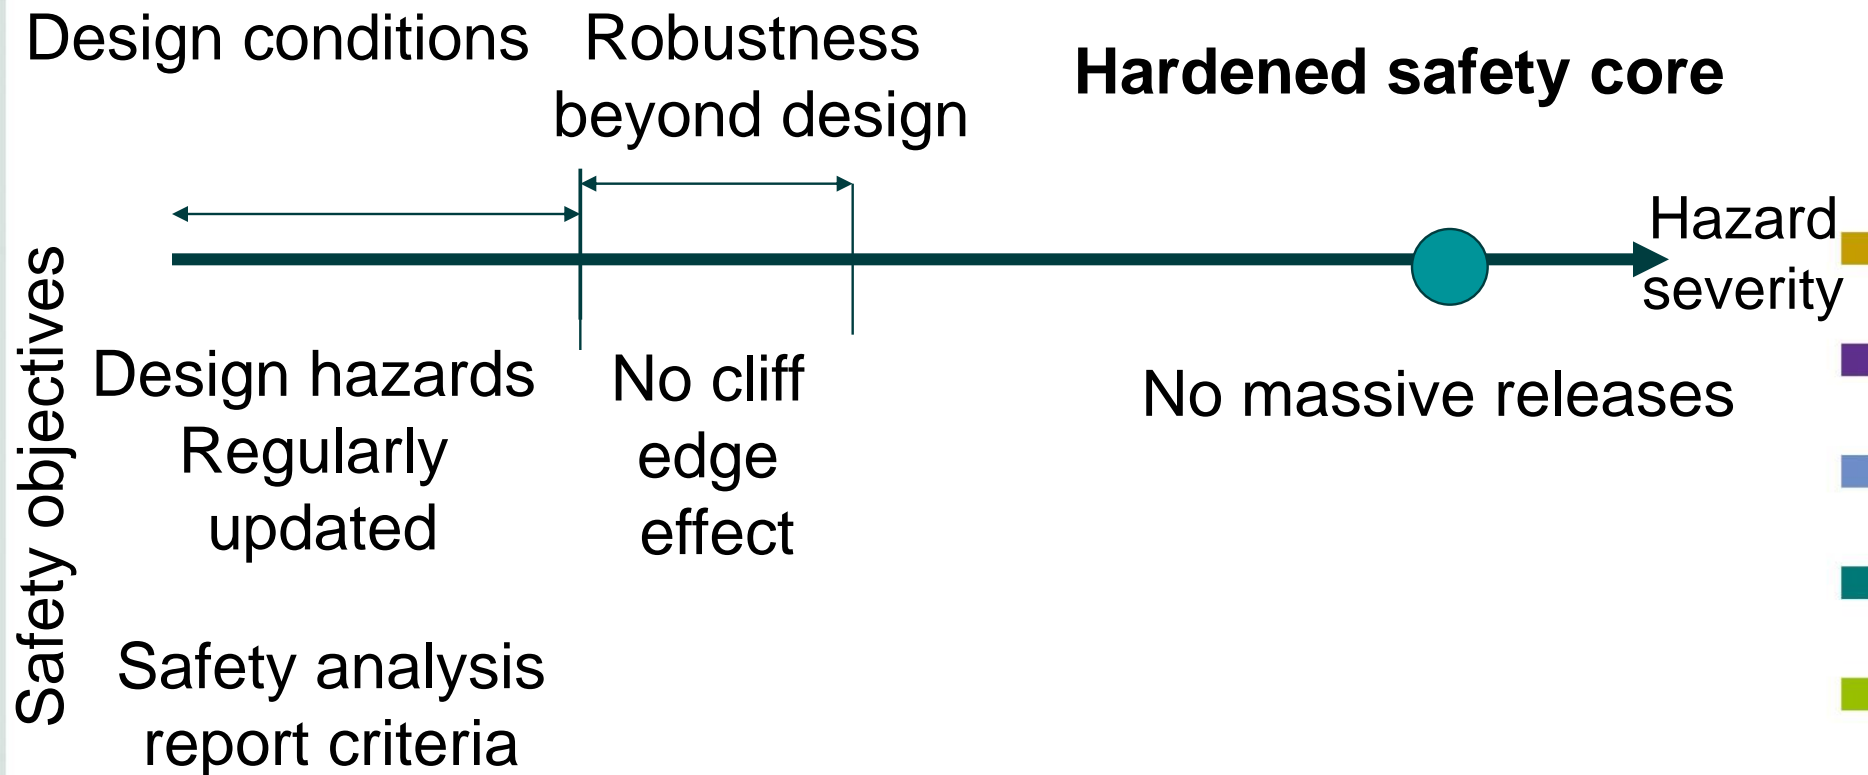 Design conditions
Robustness
beyond design
Hardened safety core
Hazard
severity
Safety objectives
Design hazards
Regularly
updated
No cliff
edge
effect
No massive releases
Safety analysis
report criteria